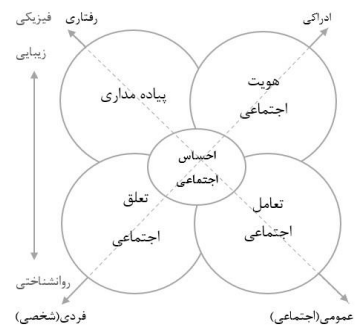 ادراکی
رفتاری فیزیکی
زیبایی
هویت
اجتماعی
پیاده مداری
احساس
اجتماعی
تعامل
اجتماعی
تعلق
اجتماعی
روانشناختی
عمومی(اجتماعی)
فردی(شخصی)